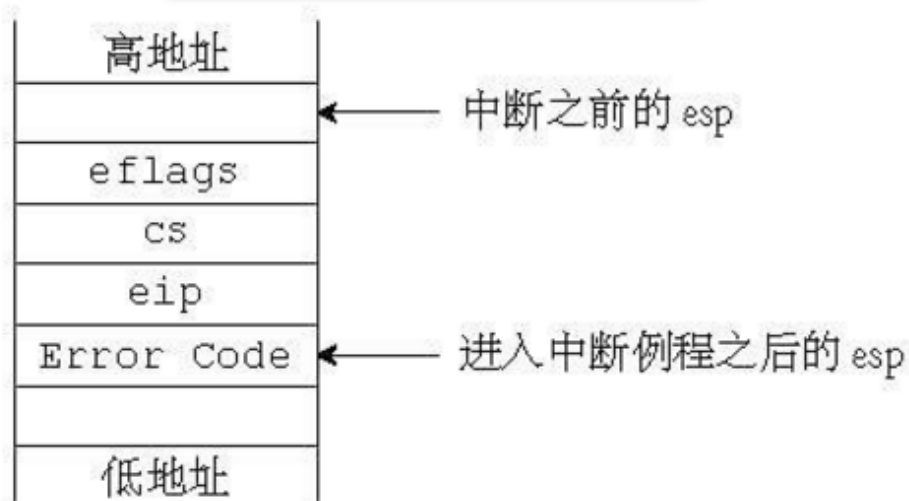 高地址
中断之前的 esp
eflags
cs
eip
Error Code
进入中断例程之后的 esp
低地址